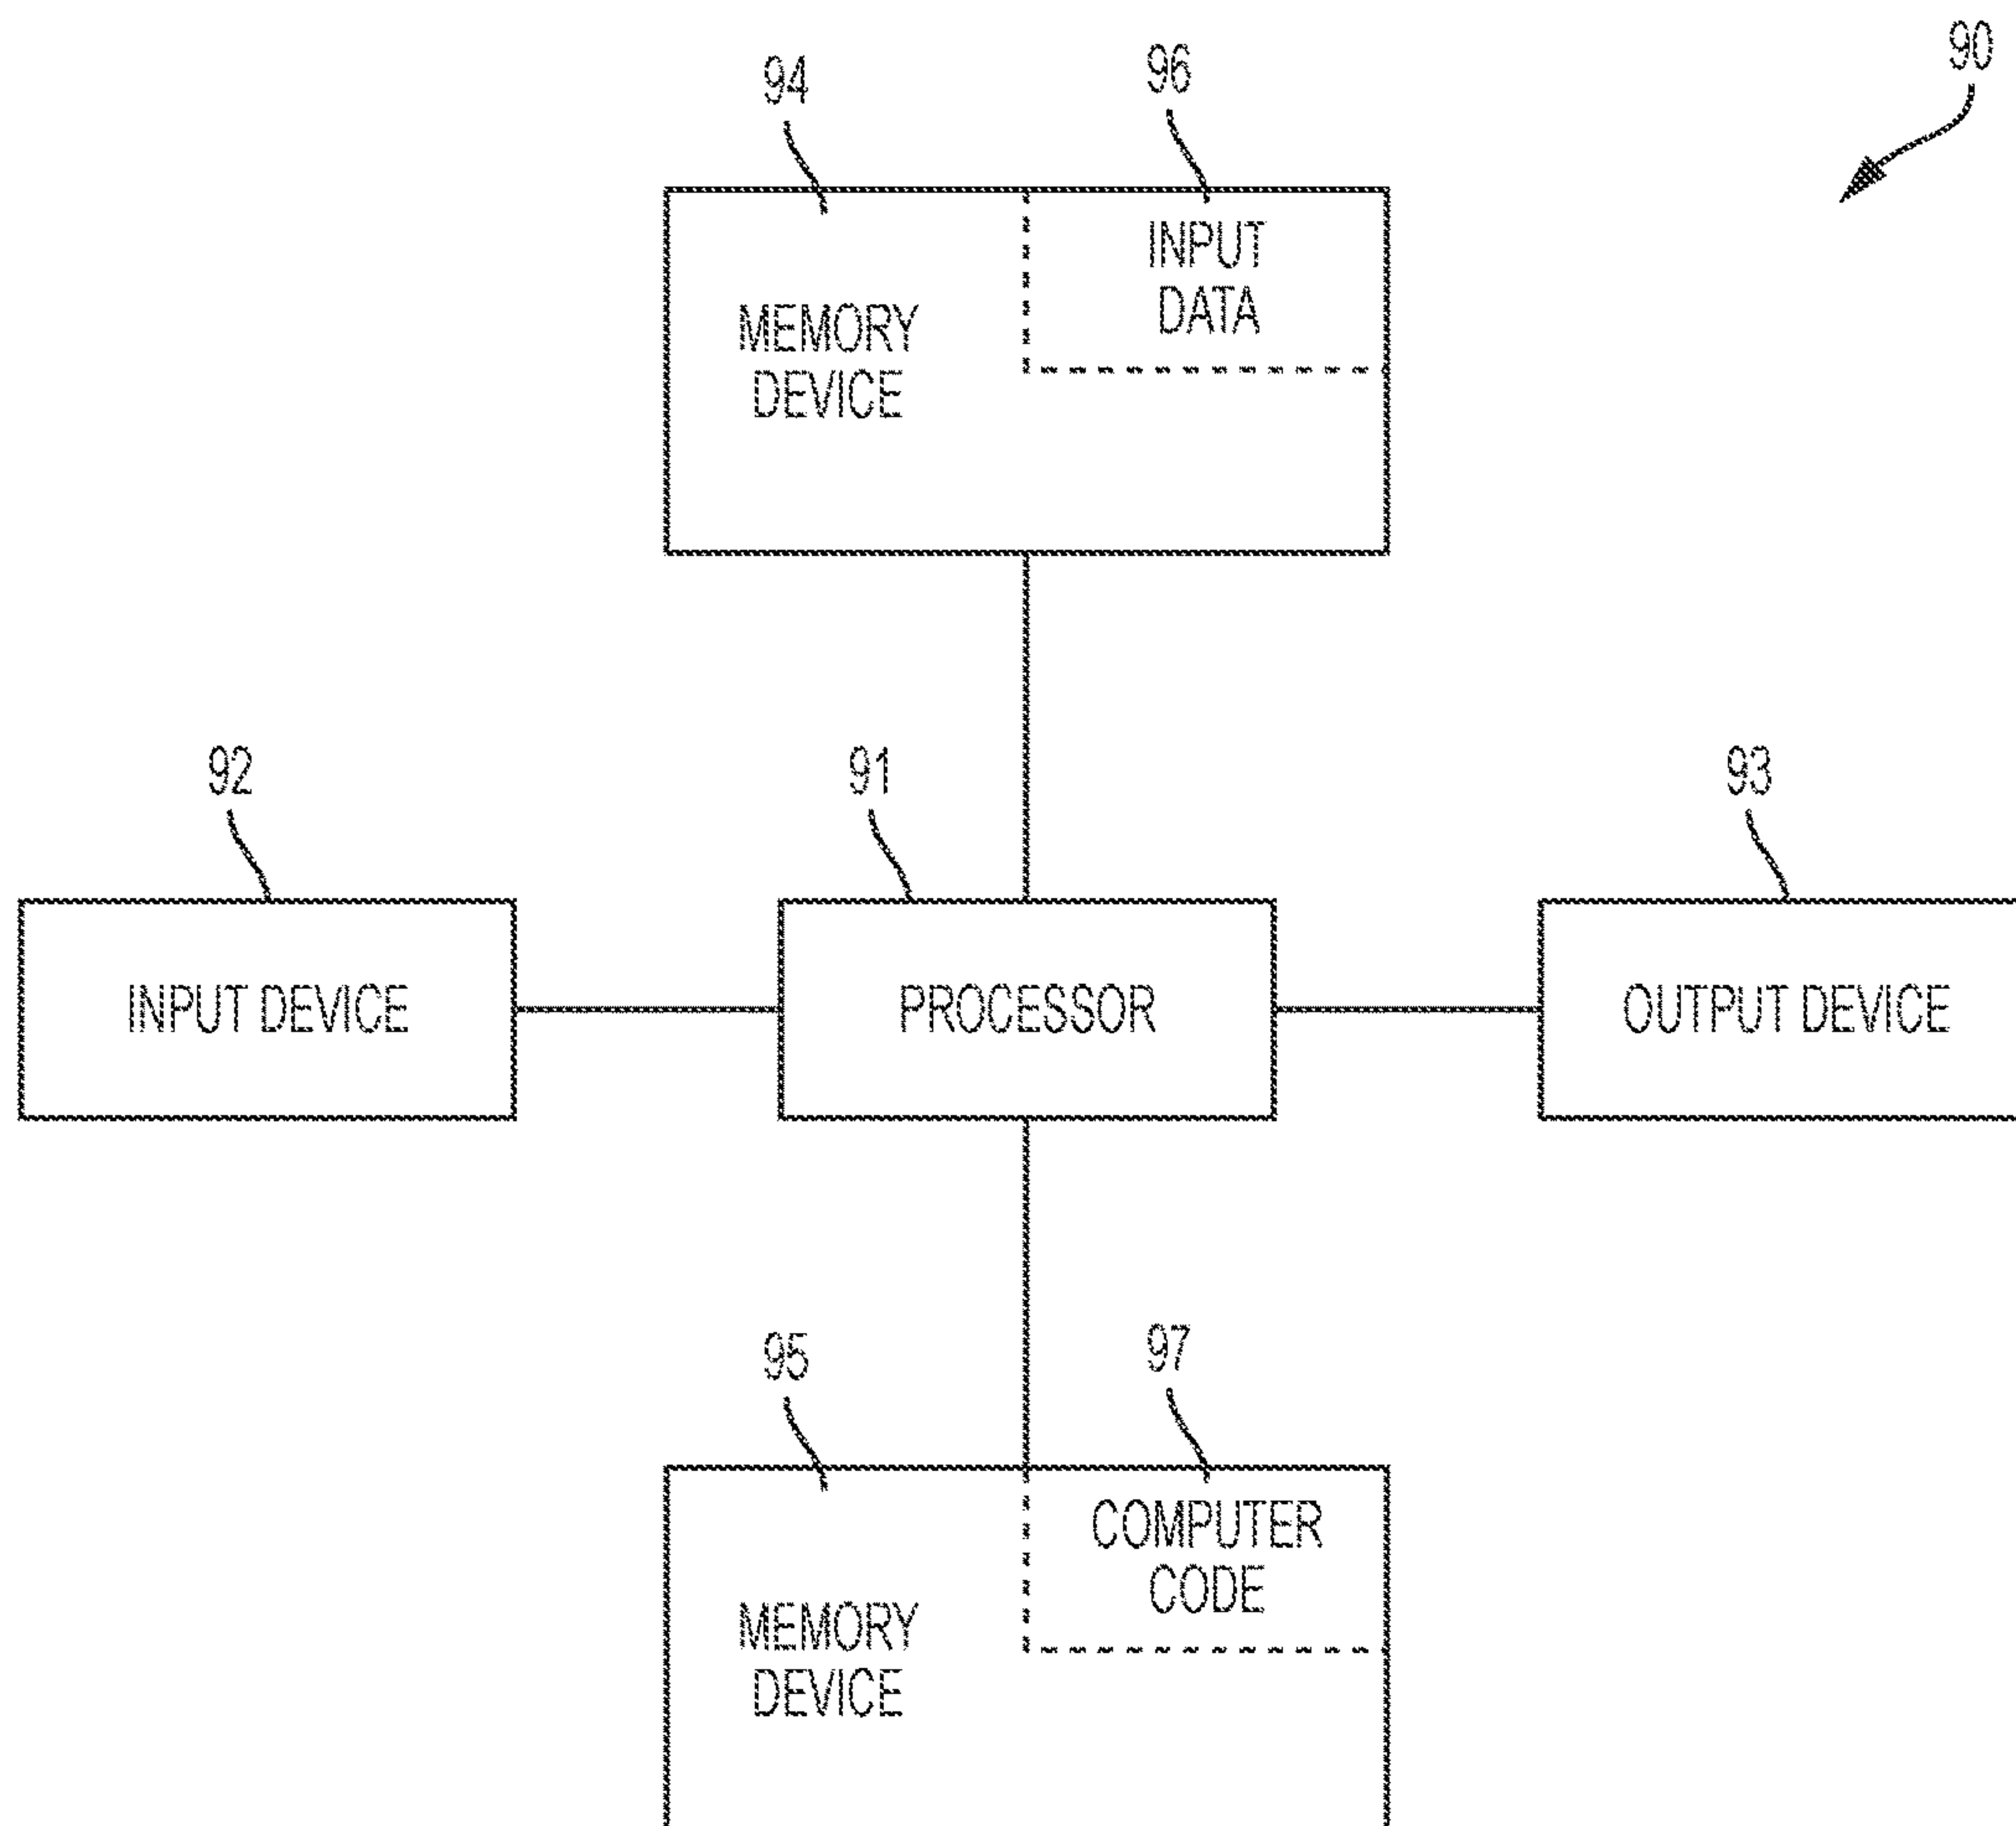 90
94
96
INPUT
DATA
MEMORY
DEVICE
92
91
93
INPUT DEVICE
PROCESSOR
OUTPUT DEVICE
95
97
COMPUTER
CODE
MEMORY
DEVICE